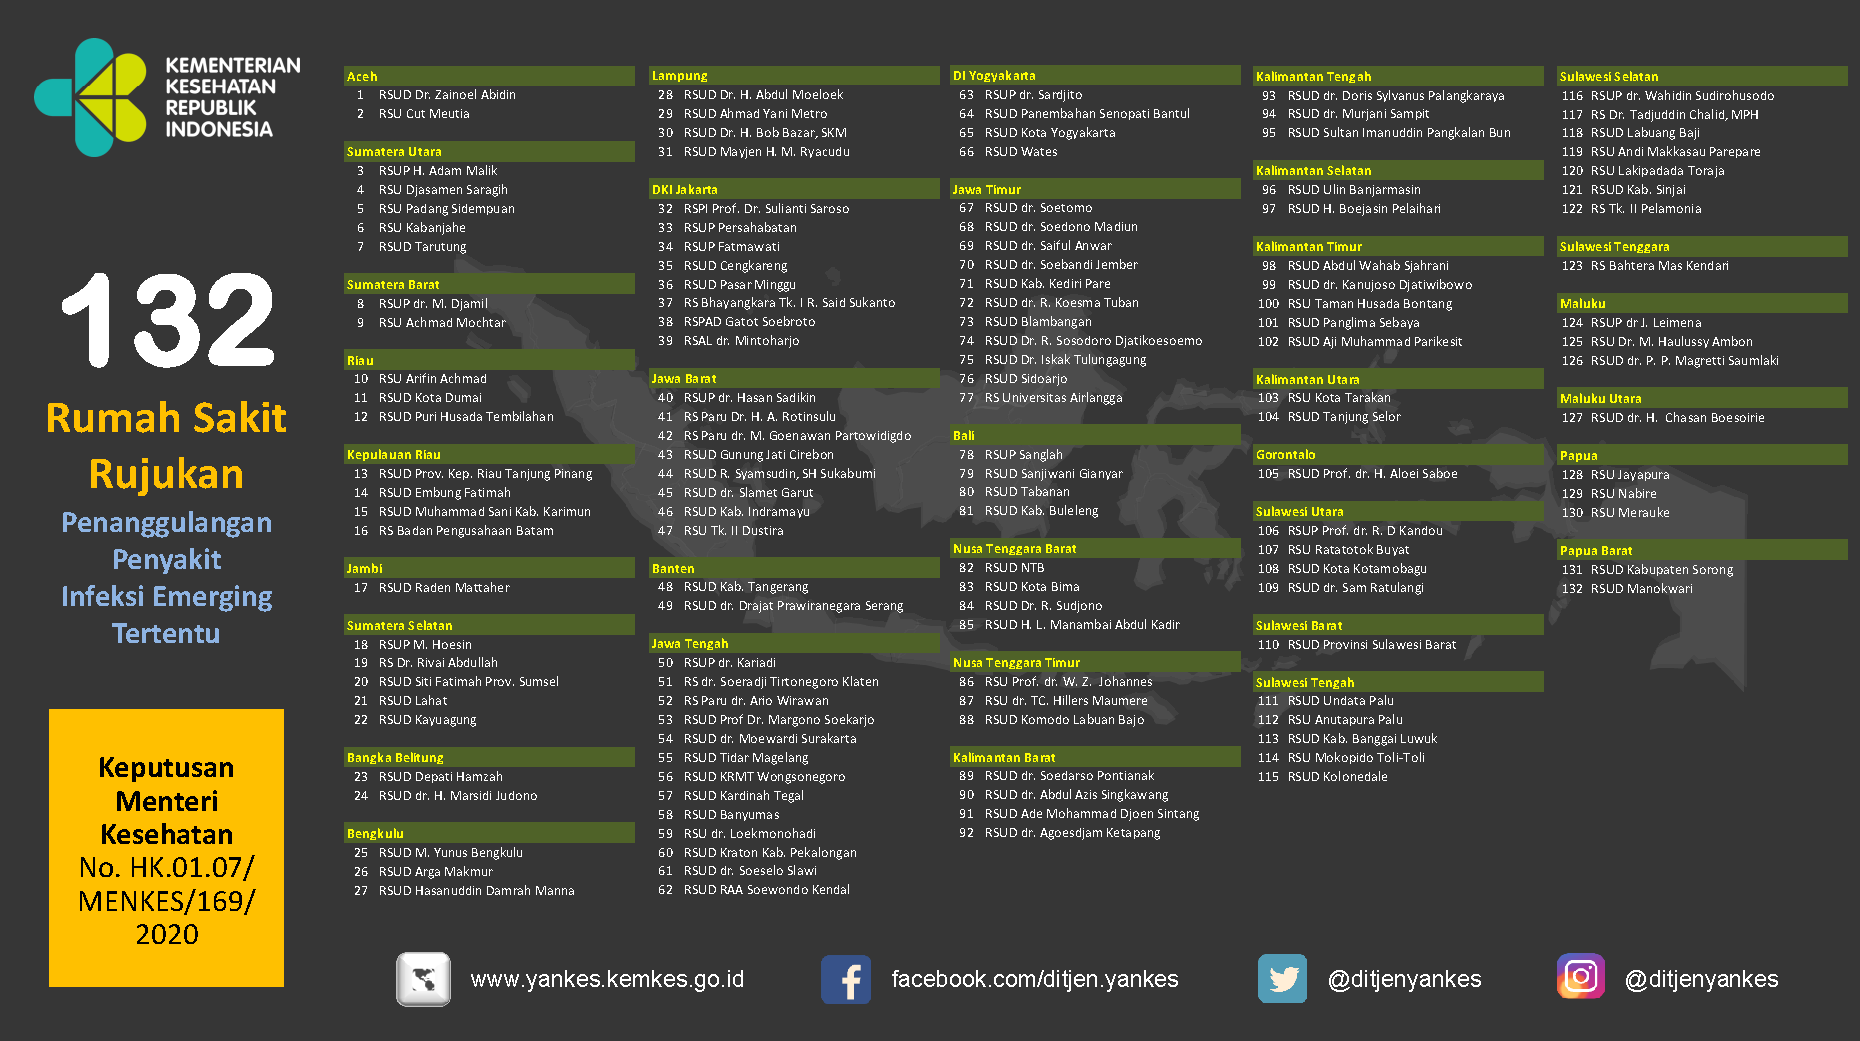 KEMENTERIAN
KESEHATAN
REPUBLIK
INDONESIA
132
Rumah Sakit
Rujukan
Penanggulangan
Penyakit
Infeksi Emerging
Tertentu
Keputusan
Menteri
Kesehatan
No. HK.01.07/
MENKES/169/
2020
Aceh
1 RSUD Dr. Zainoel Abidin
2 RSU Cut Meutia
Sumatera Utara
3 RSUP H. Adam Malik
4 RSU Djasamen Saragih
5 RSU Padang Sidempuan
6 RSU Kabanjahe
7 RSUD Tarutung
Sumatera Barat
8 RSUP dr. M. Djamil
9 RSU Achmad Mochtar
Riau
10 RSU Arifin Achmad
11 RSUD Kota Dumai
12 RSUD Puri Husada Tembilahan
Kepulauan Riau
13 RSUD Prov. Kep. Riau Tanjung Pinang
14 RSUD Embung Fatimah
15 RSUD Muhammad Sani Kab. Karimun
16 RS Badan Pengusahaan Batam
Jambi
17 RSUD Raden Mattaher
Sumatera Selatan
18 RSUP M. Hoesin
19 RS Dr. Rivai Abdullah
20 RSUD Siti Fatimah Prov. Sumsel
21 RSUD Lahat
22 RSUD Kayuagung
Bangka Belitung
23 RSUD Depati Hamzah
24 RSUD dr. H. Marsidi Judono
Bengkulu
25 RSUD M. Yunus Bengkulu
26 RSUD Arga Makmur
27 RSUD Hasanuddin Damrah Manna
Lampung
28 RSUD Dr. H. Abdul Moeloek
29 RSUD Ahmad Yani Metro
30 RSUD Dr. H. Bob Bazar, SKM
31 RSUD Mayjen H. M. Ryacudu
DKI Jakarta
32 RSPI Prof. Dr. Sulianti Saroso
33 RSUP Persahabatan
34 RSUP Fatmawati
35 RSUD Cengkareng
36 RSUD Pasar Minggu
37 RS Bhayangkara Tk. I R. Said Sukanto
38 RSPAD Gatot Soebroto
39 RSAL dr. Mintoharjo
Jawa Barat
40 RSUP dr. Hasan Sadikin
41 RS Paru Dr. H. A. Rotinsulu
42 RS Paru dr. M. Goenawan Partowidigdo
43 RSUD Gunung Jati Cirebon
44 RSUD R. Syamsudin, SH Sukabumi
45 RSUD dr. Slamet Garut
46 RSUD Kab. Indramayu
47 RSU Tk. II Dustira
Banten
48 RSUD Kab. Tangerang
49 RSUD dr. Drajat Prawiranegara Serang
Jawa Tengah
50 RSUP dr. Kariadi
51 RS dr. Soeradji Tirtonegoro Klaten
52 RS Paru dr. Ario Wirawan
53 RSUD Prof Dr. Margono Soekarjo
54 RSUD dr. Moewardi Surakarta
55 RSUD Tidar Magelang
56 RSUD KRMT Wongsonegoro
57 RSUD Kardinah Tegal
58 RSUD Banyumas
59 RSU dr. Loekmonohadi
60 RSUD Kraton Kab. Pekalongan
61 RSUD dr. Soeselo Slawi
62 RSUD RAA Soewondo Kendal
DI Yogyakarta
63 RSUP dr. Sardjito
64 RSUD Panembahan Senopati Bantul
65 RSUD Kota Yogyakarta
66 RSUD Wates
Jawa Timur
67 RSUD dr. Soetomo
68 RSUD dr. Soedono Madiun
69 RSUD dr. Saiful Anwar
70 RSUD dr. Soebandi Jember
71 RSUD Kab. Kediri Pare
72 RSUD dr. R. Koesma Tuban
73 RSUD Blambangan
74 RSUD Dr. R. Sosodoro Djatikoesoemo
75 RSUD Dr. Iskak Tulungagung
76 RSUD Sidoarjo
77 RS Universitas Airlangga
Bali
78 RSUP Sanglah
79 RSUD Sanjiwani Gianyar
80 RSUD Tabanan
81 RSUD Kab. Buleleng
Nusa Tenggara Barat
82 RSUD NTB
83 RSUD Kota Bima
84 RSUD Dr. R. Sudjono
85 RSUD H. L. Manambai Abdul Kadir
Nusa Tenggara Timur
86 RSU Prof. dr. W. Z. Johannes
87 RSU dr. TC. Hillers Maumere
88 RSUD Komodo Labuan Bajo
Kalimantan Barat
89 RSUD dr. Soedarso Pontianak
90 RSUD dr. Abdul Azis Singkawang
91 RSUD Ade Mohammad Djoen Sintang
92 RSUD dr. Agoesdjam Ketapang
Kalimantan Tengah
93 RSUD dr. Doris Sylvanus Palangkaraya
94 RSUD dr. Murjani Sampit
95 RSUD Sultan Imanuddin Pangkalan Bun
Kalimantan Selatan
96 RSUD Ulin Banjarmasin
97 RSUD H. Boejasin Pelaihari
Kalimantan Timur
98 RSUD Abdul Wahab Sjahrani
99 RSUD dr. Kanujoso Djatiwibowo
100 RSU Taman Husada Bontang
101 RSUD Panglima Sebaya
102 RSUD Aji Muhammad Parikesit
Kalimantan Utara
103 RSU Kota Tarakan
104 RSUD Tanjung Selor
Gorontalo
105 RSUD Prof. dr. H. Aloei Saboe
Sulawesi Utara
106 RSUP Prof. dr. R. D Kandou
107 RSU Ratatotok Buyat
108 RSUD Kota Kotamobagu
109 RSUD dr. Sam Ratulangi
Sulawesi Barat
110 RSUD Provinsi Sulawesi Barat
Sulawesi Tengah
111 RSUD Undata Palu
112 RSU Anutapura Palu
113 RSUD Kab. Banggai Luwuk
114 RSU Mokopido Toli-Toli
115 RSUD Kolonedale
Sulawesi Selatan
116 RSUP dr. Wahidin Sudirohusodo
117 RS Dr. Tadjuddin Chalid, MPH
118 RSUD Labuang Baji
119 RSU Andi Makkasau Parepare
120 RSU Lakipadada Toraja
121 RSUD Kab. Sinjai
122 RS Tk. II Pelamonia
Sulawesi Tenggara
123 RS Bahtera Mas Kendari
Maluku
124 RSUP dr J. Leimena
125 RSU Dr. M. Haulussy Ambon
126 RSUD dr. P. P. Magretti Saumlaki
Maluku Utara
127 RSUD dr. H. Chasan Boesoirie
Papua
128 RSU Jayapura
129 RSU Nabire
130 RSU Merauke
Papua Barat
131 RSUD Kabupaten Sorong
132 RSUD Manokwari
www.yankes.kemkes.go.id
facebook.com/ditjen.yankes
@ditjenyankes
@ditjenyankes